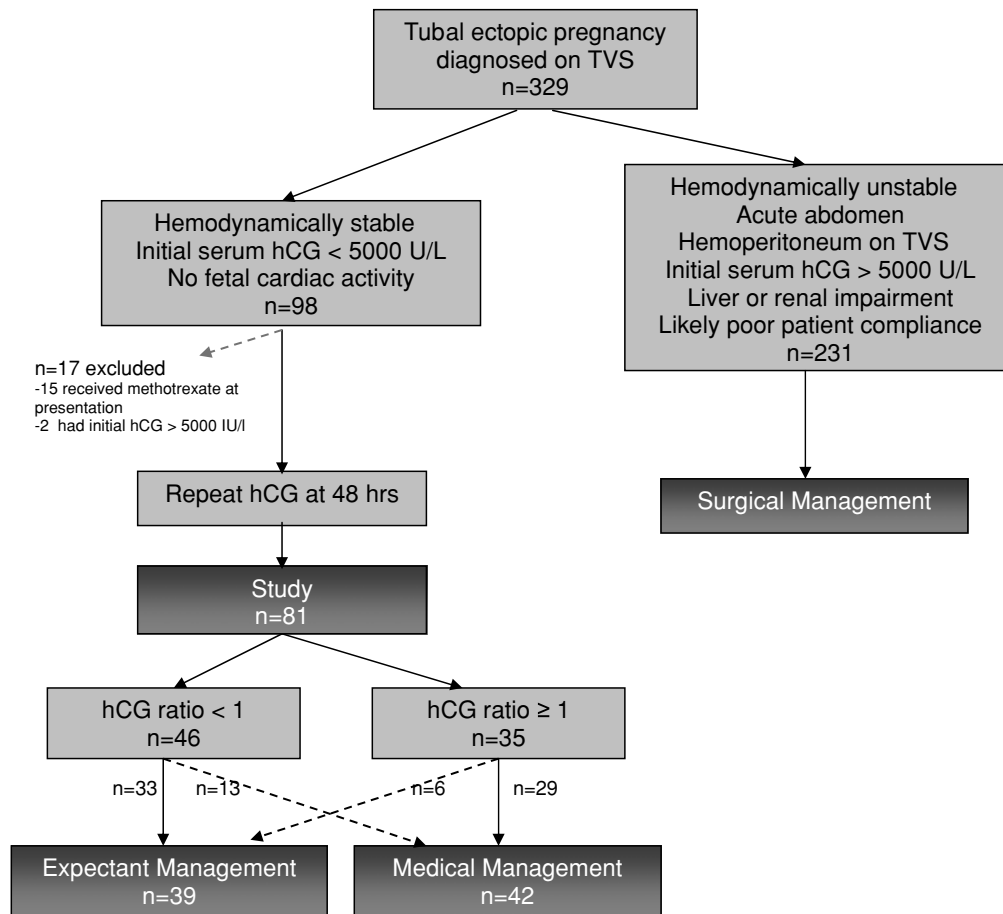 Tubal ectopic pregnancy
diagnosed on TVS
n=329
Hemodynamically stable
Initial serum hCG < 5000 U/L
No fetal cardiac activity
n=98
Hemodynamically unstable
Acute abdomen
Hemoperitoneum on TVS
Initial serum hCG > 5000 U/L
Liver or renal impairment
Likely poor patient compliance
n=231
n=17 excluded
-15 received methotrexate at
presentation
-2 had initial hCG > 5000 IU/l
Repeat hCG at 48 hrs
Surgical Management
Study
n=81
hCG ratio < 1
n=46
hCG ratio ≥ 1
n=35
n=33
n=13
n=6
n=29
Expectant Management
n=39
Medical Management
n=42